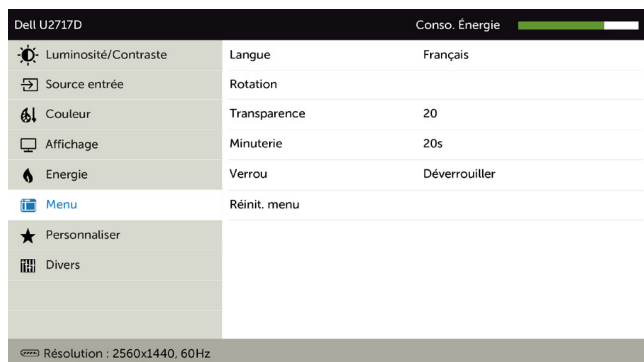 Dell U2717D Conso. Énergie
Luminosité/Contraste Langue Français
Source entrée Rotation
Couleur Transparence 20
Affichage Minuterie 20s
Energie Verrou Déverrouiller
Menu Réinit. menu
Personnaliser
Divers
Résolution : 2560x1440, 60Hz